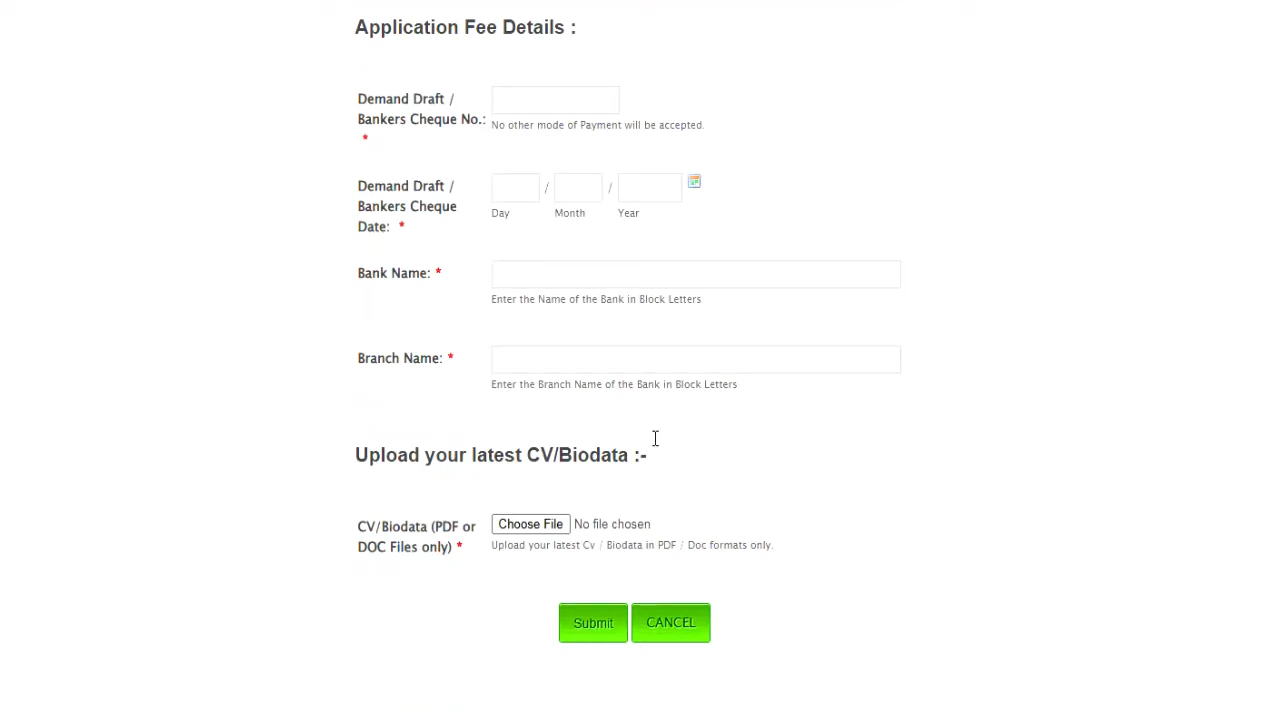 Application Fee Details :
Demand Draft /
Bankers Cheque No.:
*
No other mode of Payment will be accepted.
Demand Draft /
Bankers Cheque
Date: *
/ /
Day Month Year
Bank Name: *
Enter the Name of the Bank in Block Letters
Branch Name: *
Enter the Branch Name of the Bank in Block Letters
Upload your latest CV/Biodata :-
CV/Biodata (PDF or
DOC Files only) *
Choose File No file chosen
Upload your latest Cv / Biodata in PDF / Doc formats only.
Submit CANCEL